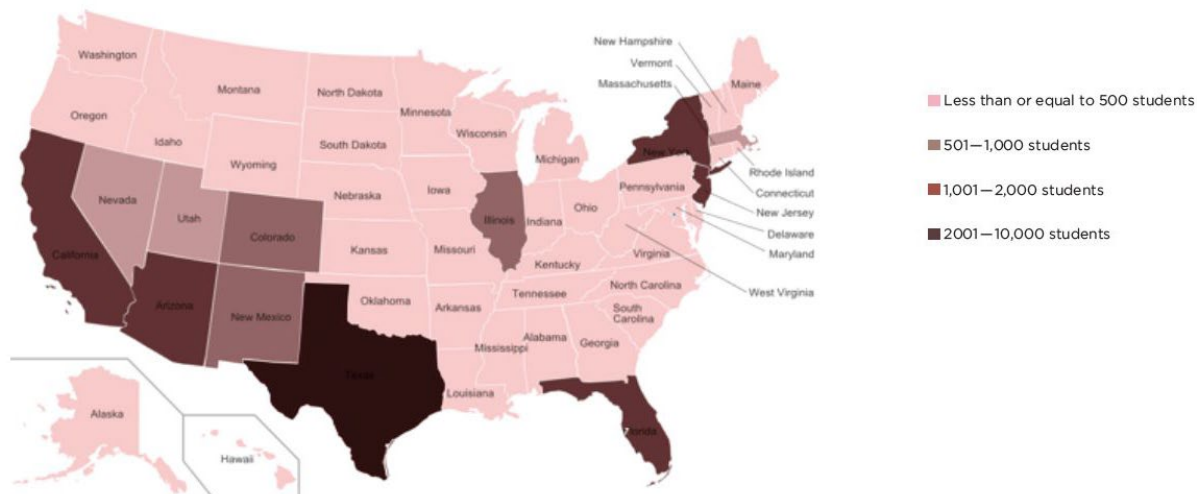 Washington
Oregon
Idaho
Montana
North Dakota
South Dakota
Minnesota
Wisconsin
Michigan
Wyoming
Nebraska
Iowa
Nevada
Utah
Colorado
Kansas
Missouri
Illinois
Indiana
Ohio
Pennsylvania
New York
Maine
New Hampshire
Vermont
Massachusetts
Rhode Island
Connecticut
New Jersey
Delaware
Maryland
West Virginia
Virginia
Kentucky
Tennessee
North Carolina
South
Carolina
California
Arizona
New Mexico
Oklahoma
Arkansas
Texas
Louisiana
Mississippi
Alabama
Georgia
Florida
Alaska
Hawaii
Less than or equal to 500 students
501—1,000 students
1,001—2,000 students
2001—10,000 students